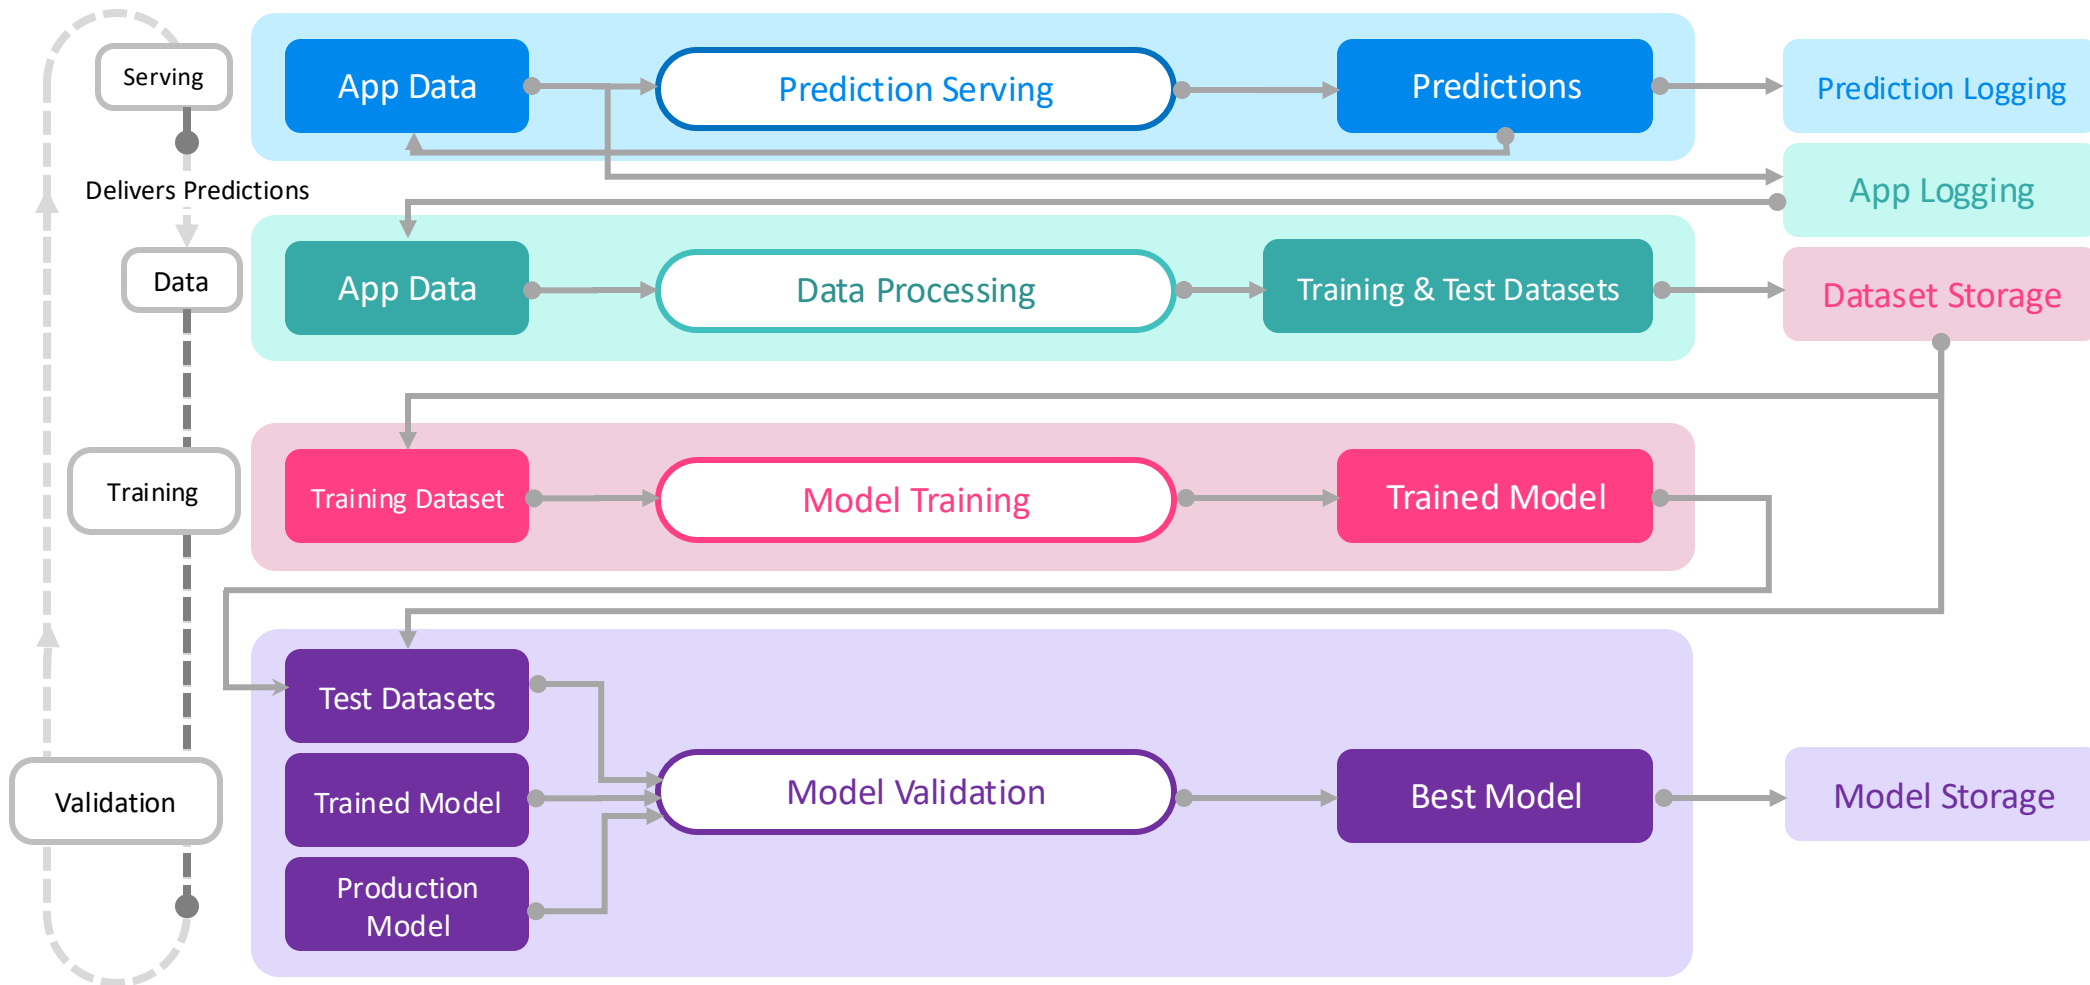 Serving
App Data
Prediction Serving
Predictions
Prediction Logging
Delivers Predictions
App Logging
Data
App Data
Data Processing
Training & Test Datasets
Dataset Storage
Training
Training Dataset
Model Training
Trained Model
Test Datasets
Validation
Trained Model
Model Validation
Best Model
Model Storage
Production
Model